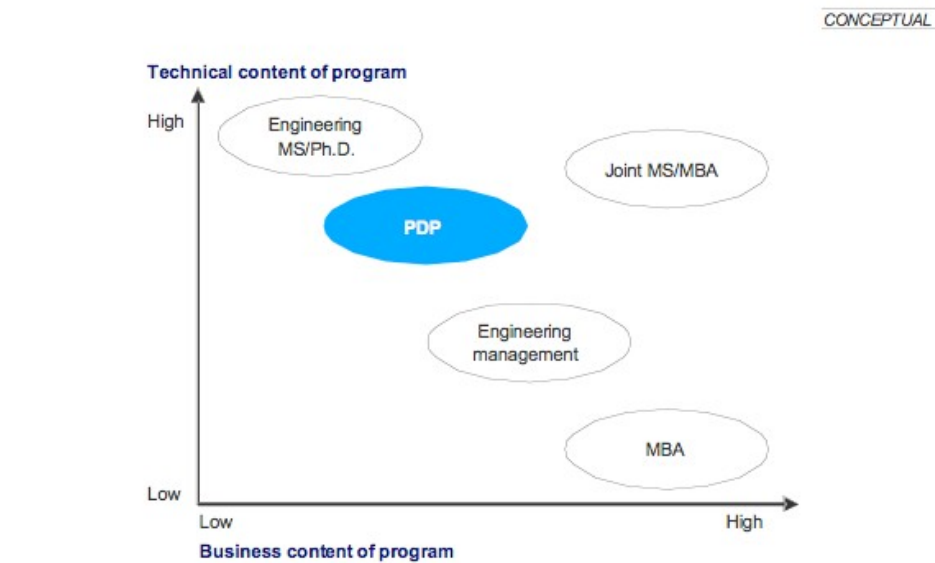 CONCEPTUAL
Technical content of program
High
Engineering
MS/Ph.D.
Joint MS/MBA
PDP
Engineering
management
MBA
Low
Low
High
Business content of program